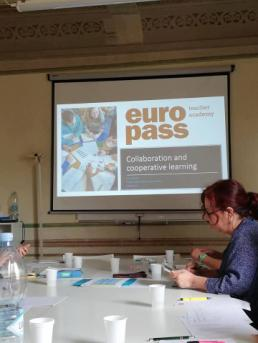 euro
teacher
academy
pass
Collaboration and
cooperative learning